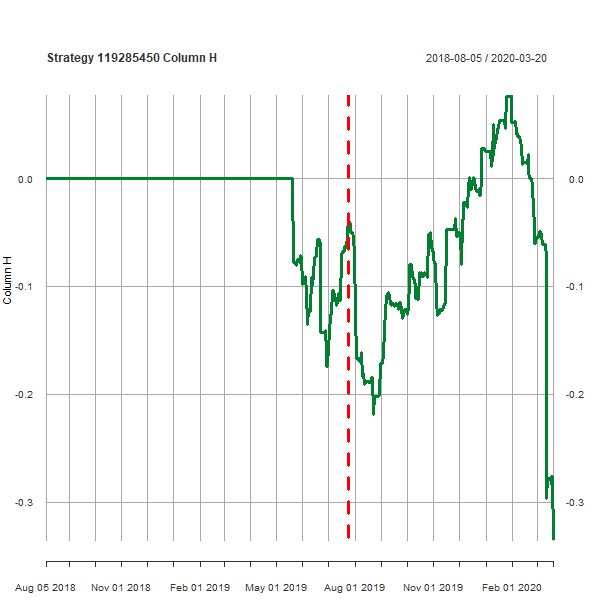 Strategy 119285450 Column H 2018-08-05 / 2020-03-20
0.0 0.0
-0.1 -0.1
-0.2 -0.2
-0.3 -0.3
Column H
Aug 05 2018 Nov 01 2018 Feb 01 2019 May 01 2019 Aug 01 2019 Nov 01 2019 Feb 01 2020